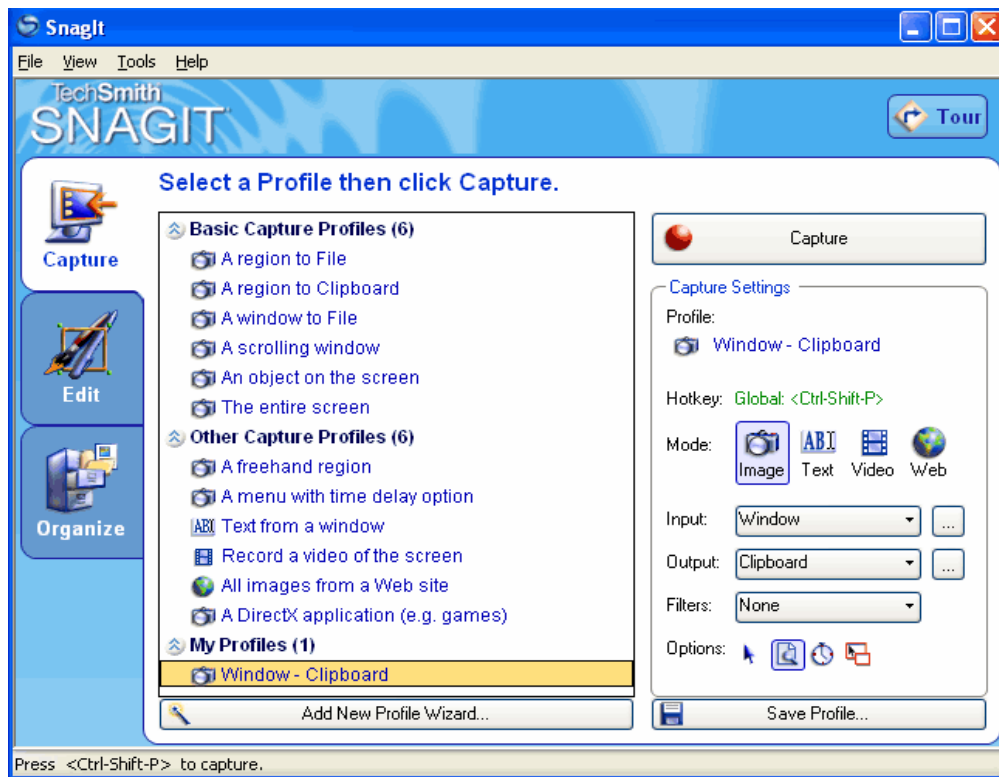 SnagIt
File View Tools Help
TechSmith
SNAGIT
Tour
Select a Profile then click Capture.
Capture
Edit
Organize
Basic Capture Profiles (6)
A region to File
A region to Clipboard
A window to File
A scrolling window
An object on the screen
The entire screen
Other Capture Profiles (6)
A freehand region
A menu with time delay option
ABI Text from a window
Record a video of the screen
All images from a Web site
A DirectX application (e.g. games)
My Profiles (1)
Window - Clipboard
Add New Profile Wizard...
Capture
Capture Settings
Profile:
Window - Clipboard
Hotkey: Global: <Ctrl-Shift-P>
Mode:
ABI
Image Text Video Web
Input: Window ...
Output: Clipboard ...
Filters: None
Options:
Save Profile...
Press <Ctrl-Shift-P> to capture.